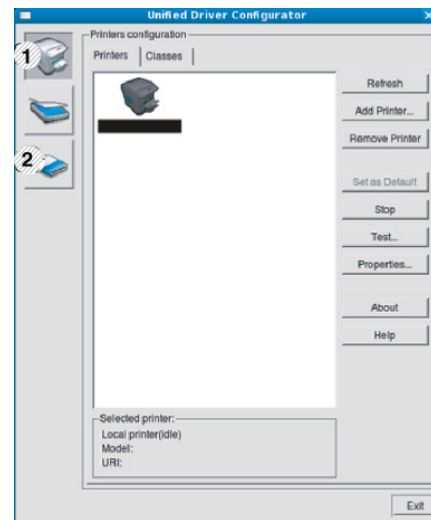 Unified Driver Configurator
Printers configuration
1
Printers
Classes
2
Refresh
Add Printer...
Remove Printer
Set as Default
Stop
Test...
Properties...
About
Help
Selected printer:
Local printer(idle)
Model:
URI:
Exit